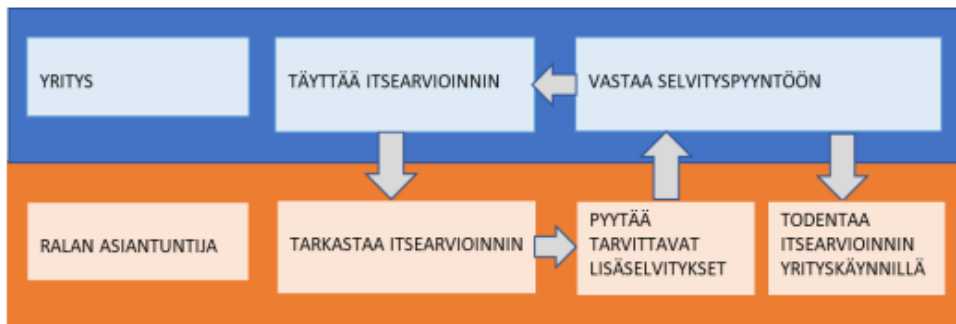 YRITYS
TÄYTTÄÄ ITSEARVIOINNIN
VASTAA SELVITYSPYYNTÖÖN
RALAN ASIANTUNTIJA
TARKASTAA ITSEARVIOINNIN
PYYTÄÄ
TARVITTAVAT
LISÄSELVITYKSET
TODENTAA
ITSEARVIOINNIN
YRITYSKÄYNNILLÄ